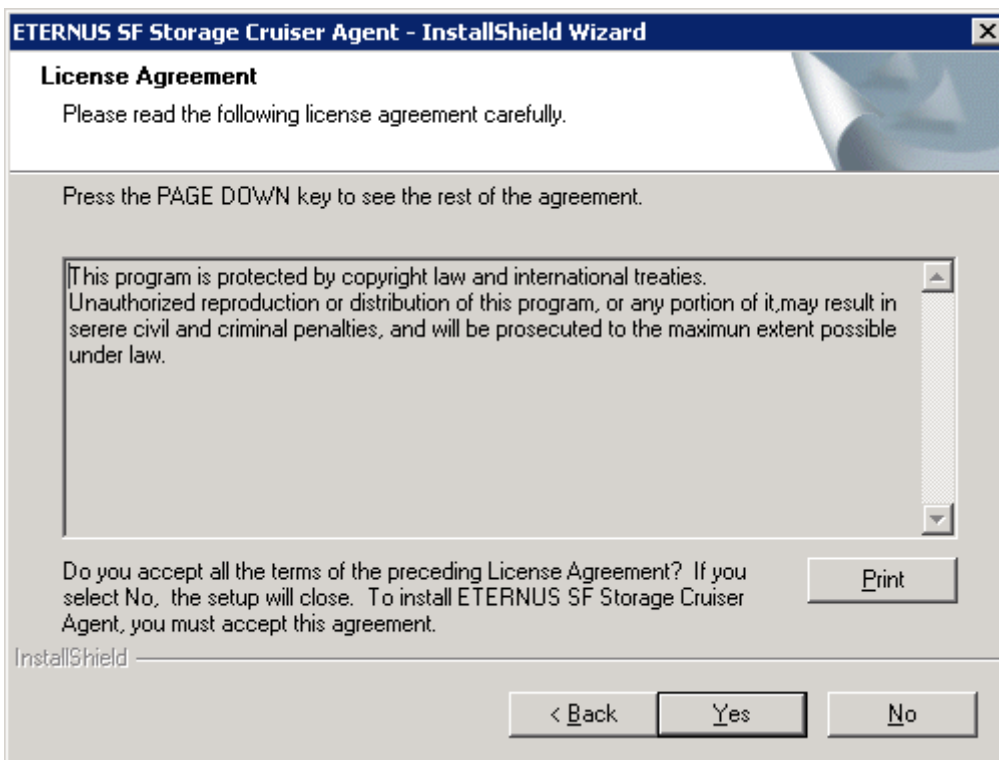 ETERNUS SF Storage Cruiser Agent - InstallShield Wizard
License Agreement
Please read the following license agreement carefully.
Press the PAGE DOWN key to see the rest of the agreement.
This program is protected by copyright law and international treaties.
Unauthorized reproduction or distribution of this program, or any portion of it,may result in
serere civil and criminal penalties, and will be prosecuted to the maximun extent possible
under law.
Do you accept all the terms of the preceding License Agreement?  If you
select No,  the setup will close.  To install ETERNUS SF Storage Cruiser
Agent, you must accept this agreement.
Print
InstallShield
< Back
Yes
No